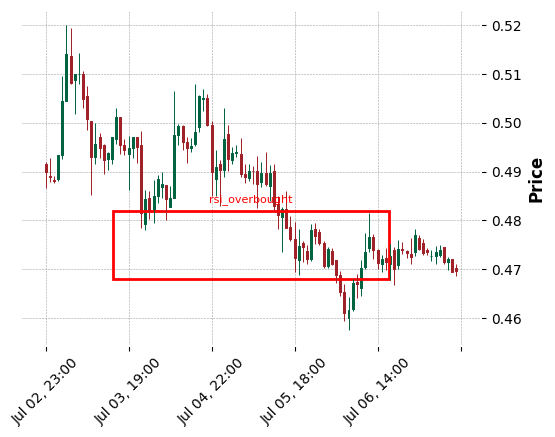 0.52
0.51
0.50
0.49
0.48
0.47
0.46
Price
rsi_overbought
Jul 02, 23:00
Jul 03, 19:00
Jul 04, 22:00
Jul 05, 18:00
Jul 06, 14:00